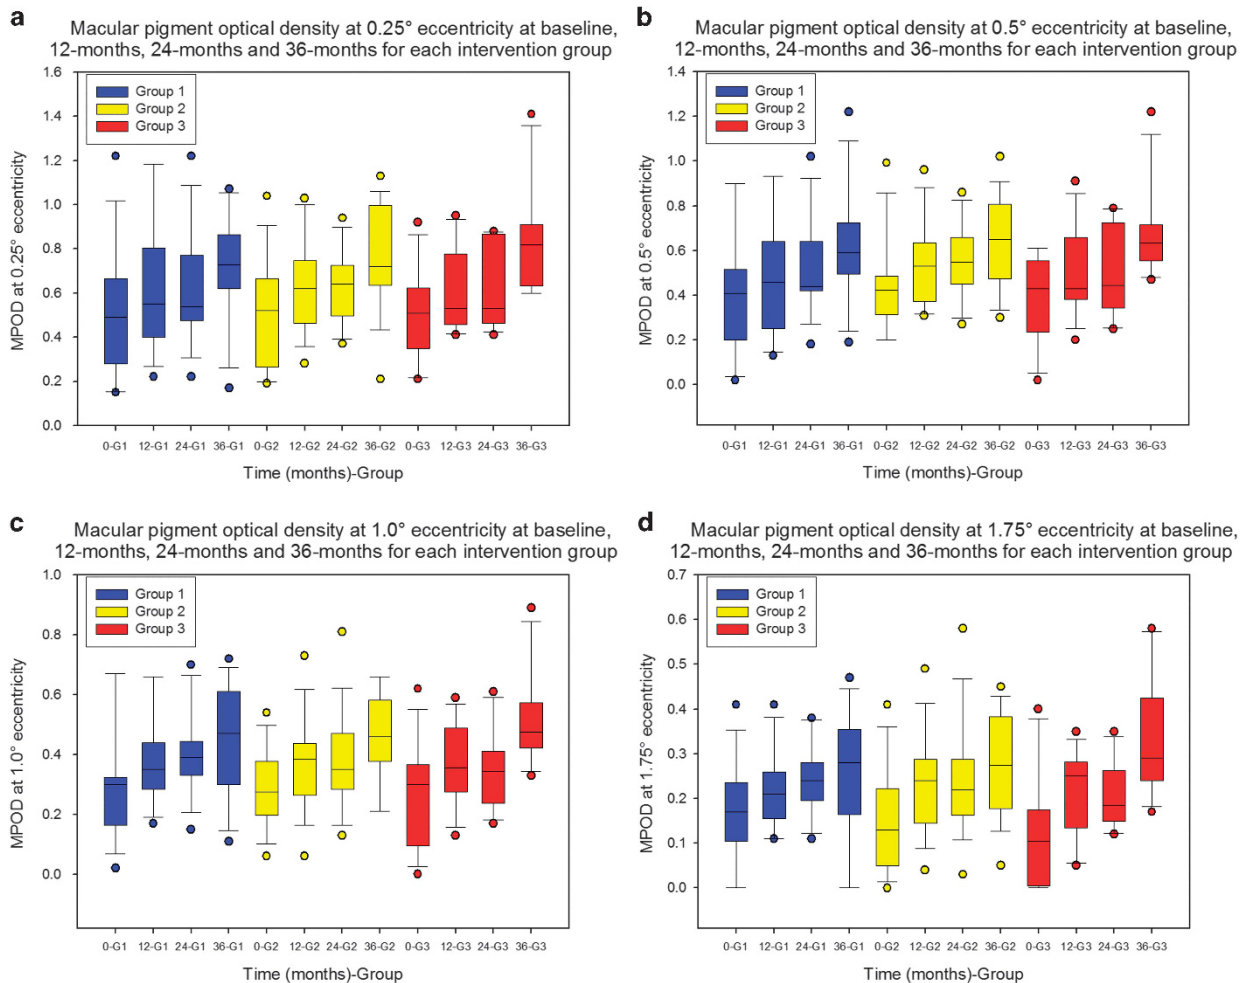 a
Macular pigment optical density at 0.25° eccentricity at baseline,
12-months, 24-months and 36-months for each intervention group
1.6
1.4
1.2
1.0
0.8
0.6
0.4
0.2
0.0
MPOD at 0.25° eccentricity
Group 1
Group 2
Group 3
0-G1 12-G1 24-G1 36-G1 0-G2 12-G2 24-G2 36-G2 0-G3 12-G3 24-G3 36-G3
Time (months)-Group
b
Macular pigment optical density at 0.5° eccentricity at baseline,
12-months, 24-months and 36-months for each intervention group
1.4
1.2
1.0
0.8
0.6
0.4
0.2
0.0
MPOD at 0.5° eccentricity
Group 1
Group 2
Group 3
0-G1 12-G1 24-G1 36-G1 0-G2 12-G2 24-G2 36-G2 0-G3 12-G3 24-G3 36-G3
Time (months)-Group
c
Macular pigment optical density at 1.0° eccentricity at baseline,
12-months, 24-months and 36-months for each intervention group
1.0
0.8
0.6
0.4
0.2
0.0
MPOD at 1.0° eccentricity
Group 1
Group 2
Group 3
0-G1 12-G1 24-G1 36-G1 0-G2 12-G2 24-G2 36-G2 0-G3 12-G3 24-G3 36-G3
Time (months)-Group
d
Macular pigment optical density at 1.75° eccentricity at baseline,
12-months, 24-months and 36-months for each intervention group
0.7
0.6
0.5
0.4
0.3
0.2
0.1
0.0
MPOD at 1.75° eccentricity
Group 1
Group 2
Group 3
0-G1 12-G1 24-G1 36-G1 0-G2 12-G2 24-G2 36-G2 0-G3 12-G3 24-G3 36-G3
Time (months)-Group